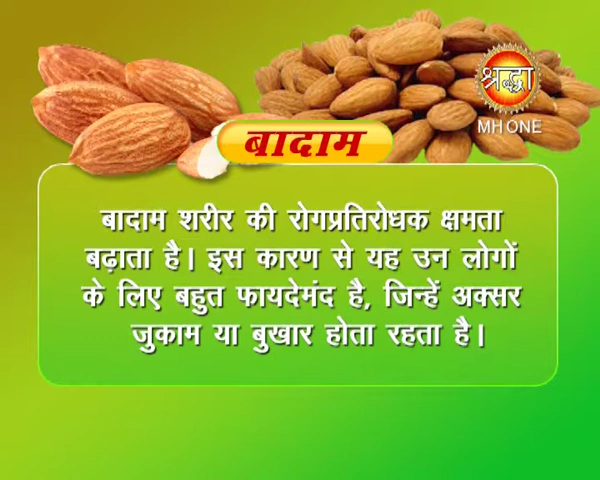 श्रद्धा
MH ONE
बादाम
बादाम शरीर की रोगप्रतिरोधक क्षमता
बढ़ाता है। इस कारण से यह उन लोगों
के लिए बहुत फायदेमंद है, जिन्हें अक्सर
जुकाम या बुखार होता रहता है।